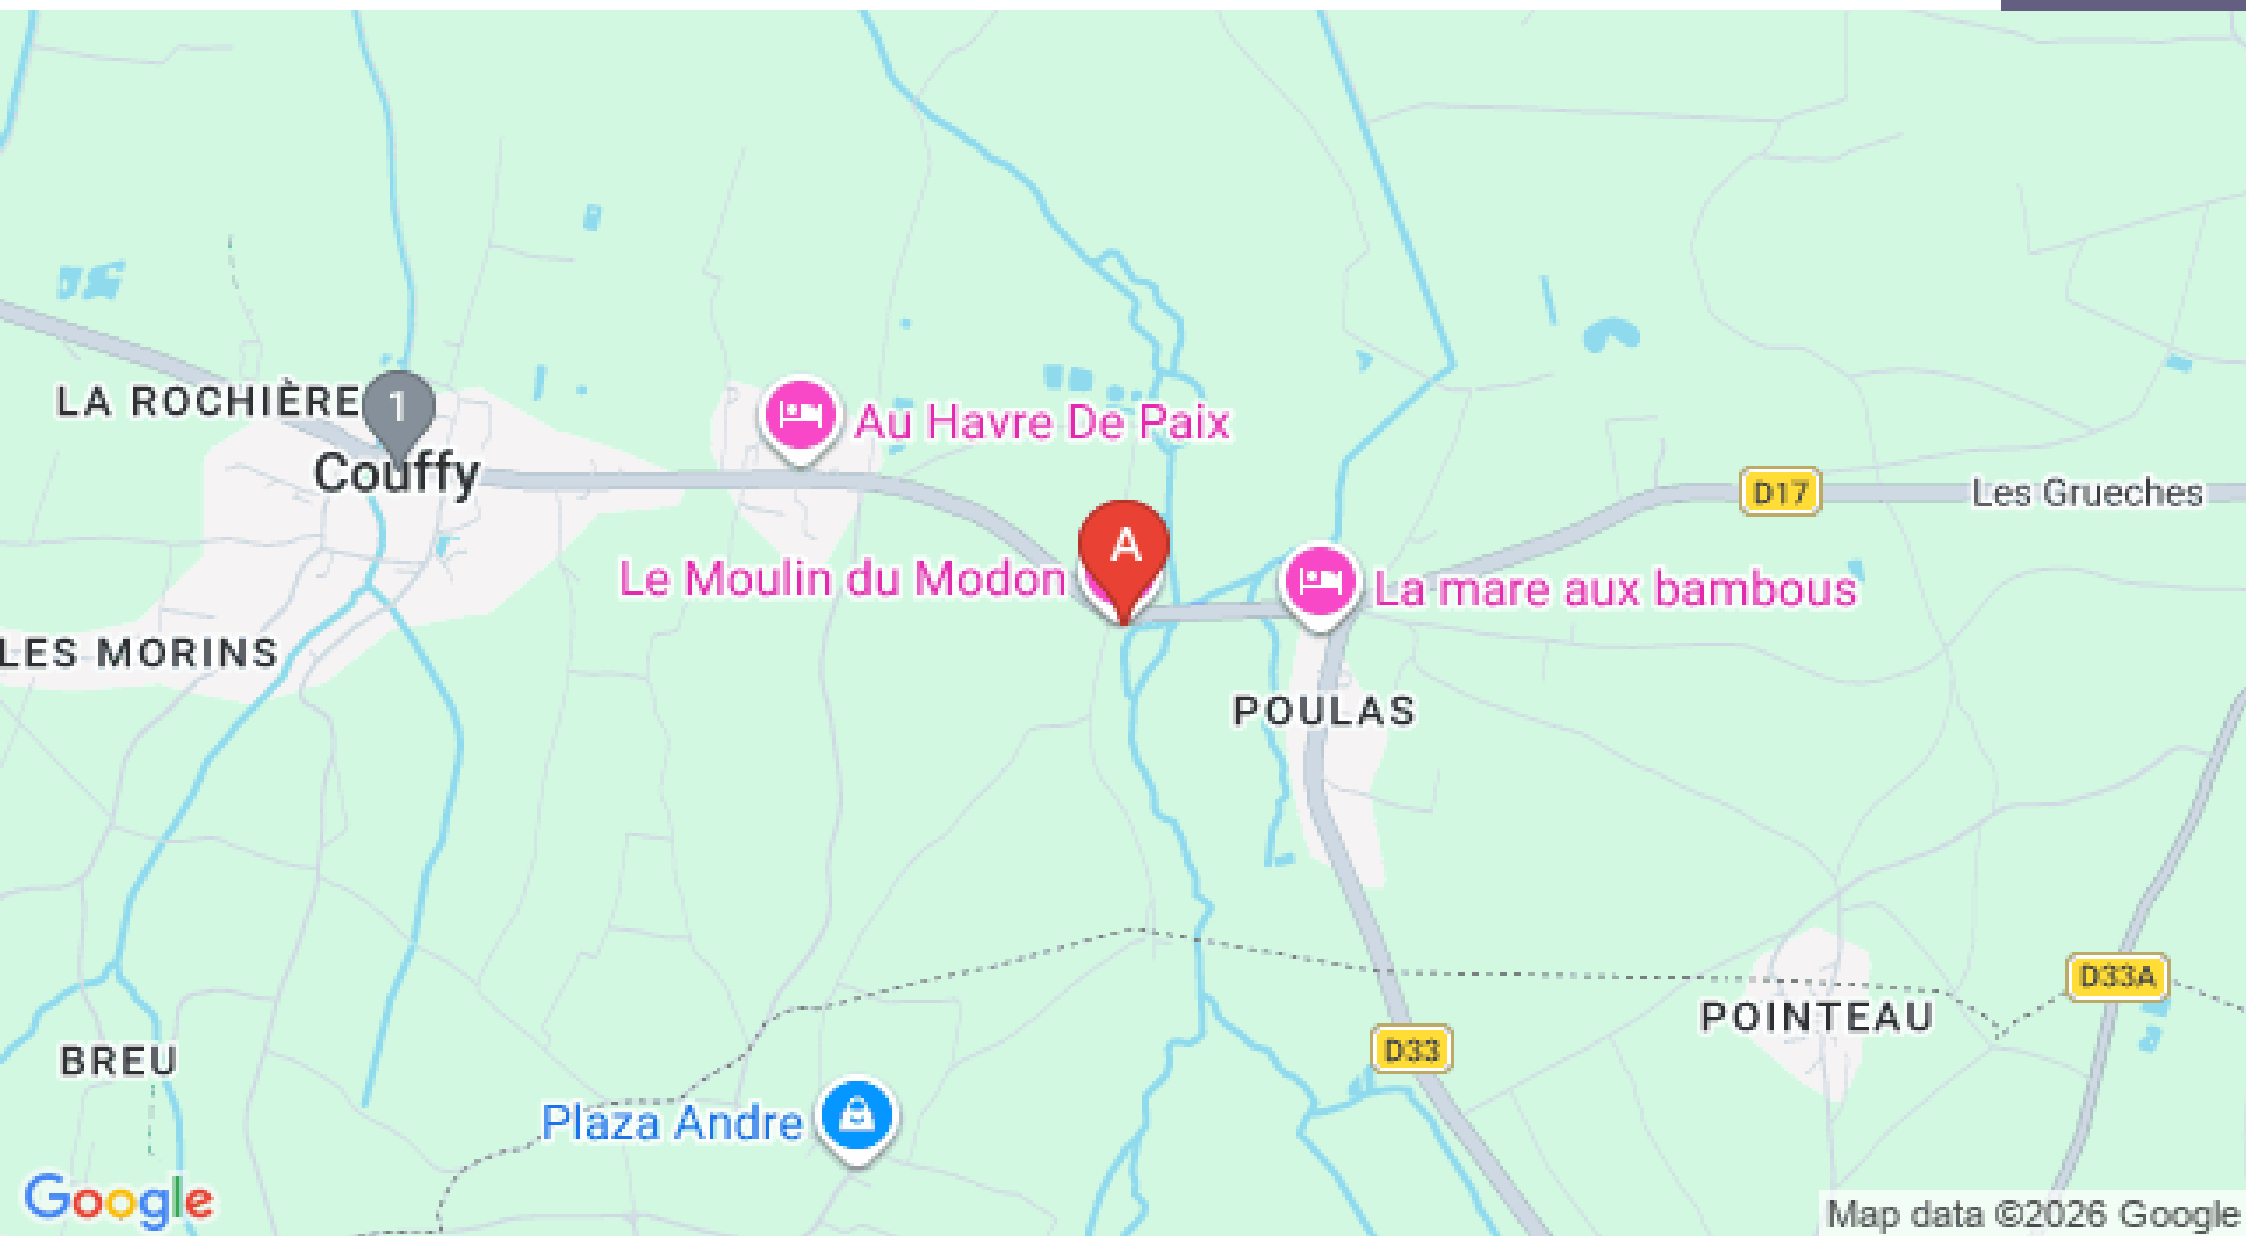 LA ROCHIÈRE
1
Couffy
Au Havre De Paix
D17
Les Grueches
A
Le Moulin du Modon
La mare aux bambous
LES MORINS
POULAS
D33A
POINTEAU
BREU
D33
Plaza Andre
Google
Map data ©2026 Google